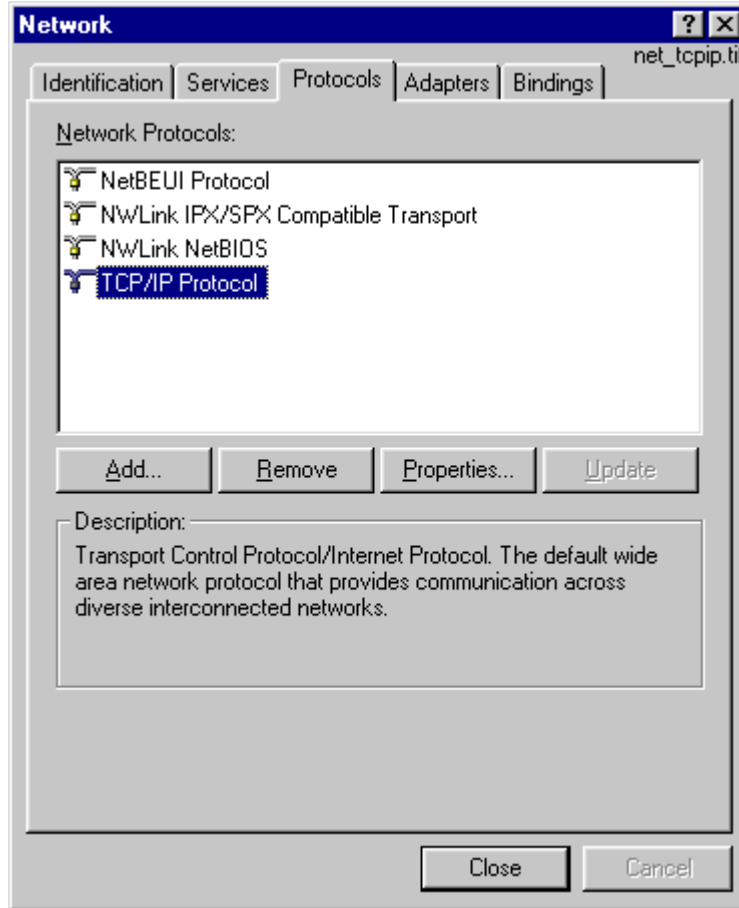 Network
net_tcpip.ti
Identification Services Protocols Adapters Bindings
Network Protocols:
NetBEUI Protocol
NWLink IPX/SPX Compatible Transport
NWLink NetBIOS
TCP/IP Protocol
Add... Remove Properties... Update
Description:
Transport Control Protocol/Internet Protocol. The default wide
area network protocol that provides communication across
diverse interconnected networks.
Close Cancel